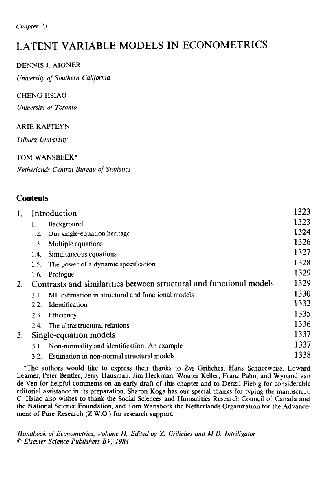 Chapter 23
LATENT VARIABLE MODELS IN ECONOMETRICS
DENNIS J. AIGNER
University of Southern California
CHENG HSIAO
University of Toronto
ARIE KAPTEYN
Tilburg University
TOM WANSBEEK*
Netherlands Central Bureau of Statistics
Contents
1. Introduction 1323
1.1. Background 1323
1.2. Our single-equation heritage 1324
1.3. Multiple equations 1326
1.4. Simultaneous equations 1327
1.5. The power of a dynamic specification 1328
1.6. Prologue 1329
2. Contrasts and similarities between structural and functional models 1329
2.1. ML estimation in structural and functional models 1330
2.2. Identification 1332
2.3. Efficiency 1335
2.4. The ultrastructural relations 1336
3. Single-equation models 1337
3.1. Non-normality and identification: An example 1337
3.2. Estimation in non-normal structural models 1338
*The authors would like to express their thanks to Zvi Griliches, Hans Schneeweiss, Edward
Leamer, Peter Bentler, Jerry Hausman, Jim Heckman, Wouter Keller, Franz Palm, and Wynand van
de Ven for helpful comments on an early draft of this chapter and to Denzil Fiebig for considerable
editorial assistance in its preparation. Sharon Koga has our special thanks for typing the manuscript.
C. Hsiao also wishes to thank the Social Sciences and Humanities Research Council of Canada and
the National Science Foundation, and Tom Wansbeek the Netherlands Organization for the Advance-
ment of Pure Research (Z.W.O.) for research support.
Handbook of Econometrics, Volume II, Edited by Z. Griliches and M.D. Intriligator
© Elsevier Science Publishers BV, 1984